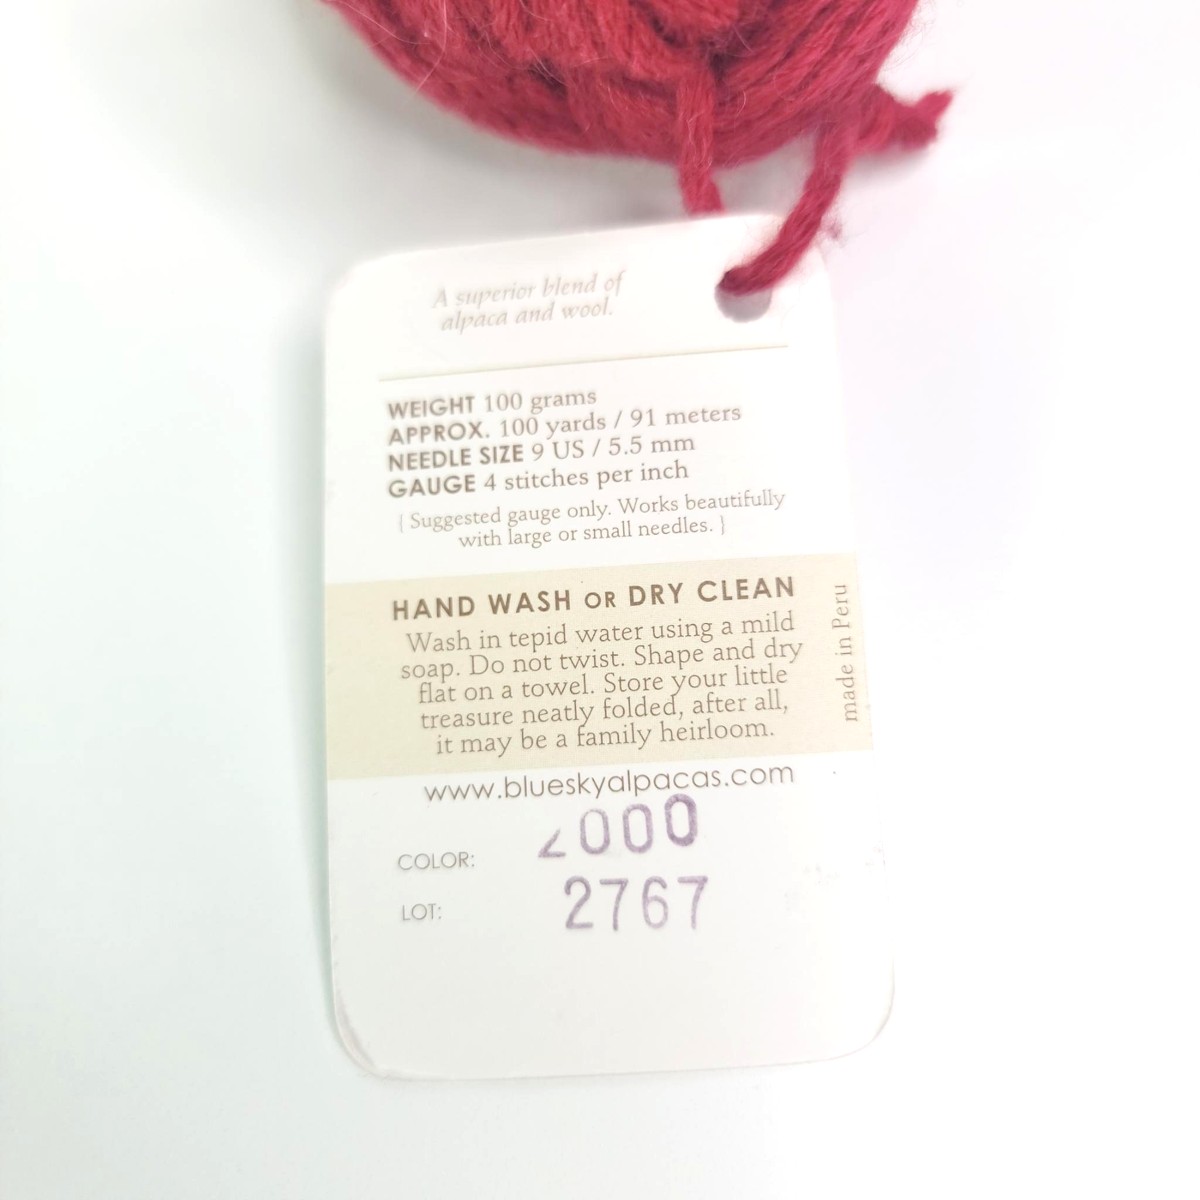 A superior blend of
alpaca and wool.
WEIGHT 100 grams
APPROX. 100 yards / 91 meters
NEEDLE SIZE 9 US / 5.5 mm
GAUGE 4 stitches per inch
{ Suggested gauge only. Works beautifully
with large or small needles. }
HAND WASH OR DRY CLEAN
Wash in tepid water using a mild
soap. Do not twist. Shape and dry
flat on a towel. Store your little
treasure neatly folded, after all,
it may be a family heirloom.
made in Peru
www.blueskyalpacas.com
COLOR: 2000
LOT: 2767